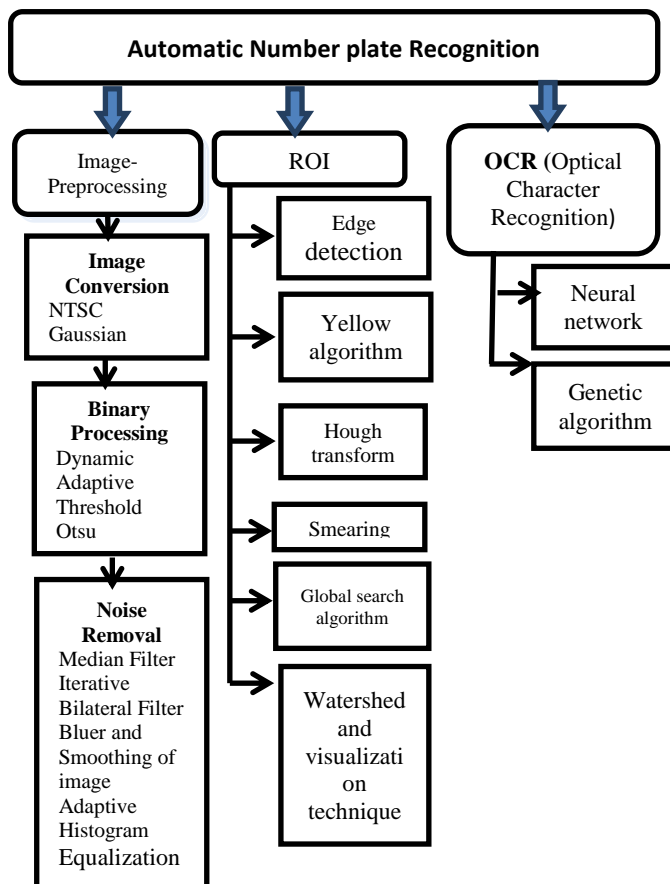 Automatic Number plate Recognition
Image-
Preprocessing
Image
Conversion
NTSC
Gaussian
Binary
Processing
Dynamic
Adaptive
Threshold
Otsu
Noise
Removal
Median Filter
Iterative
Bilateral Filter
Bluer and
Smoothing of
image
Adaptive
Histogram
Equalization
ROI
Edge
detection
Yellow
algorithm
Hough
transform
Smearing
Global search
algorithm
Watershed
and
visualizati
on
technique
OCR (Optical
Character
Recognition)
Neural
network
Genetic
algorithm